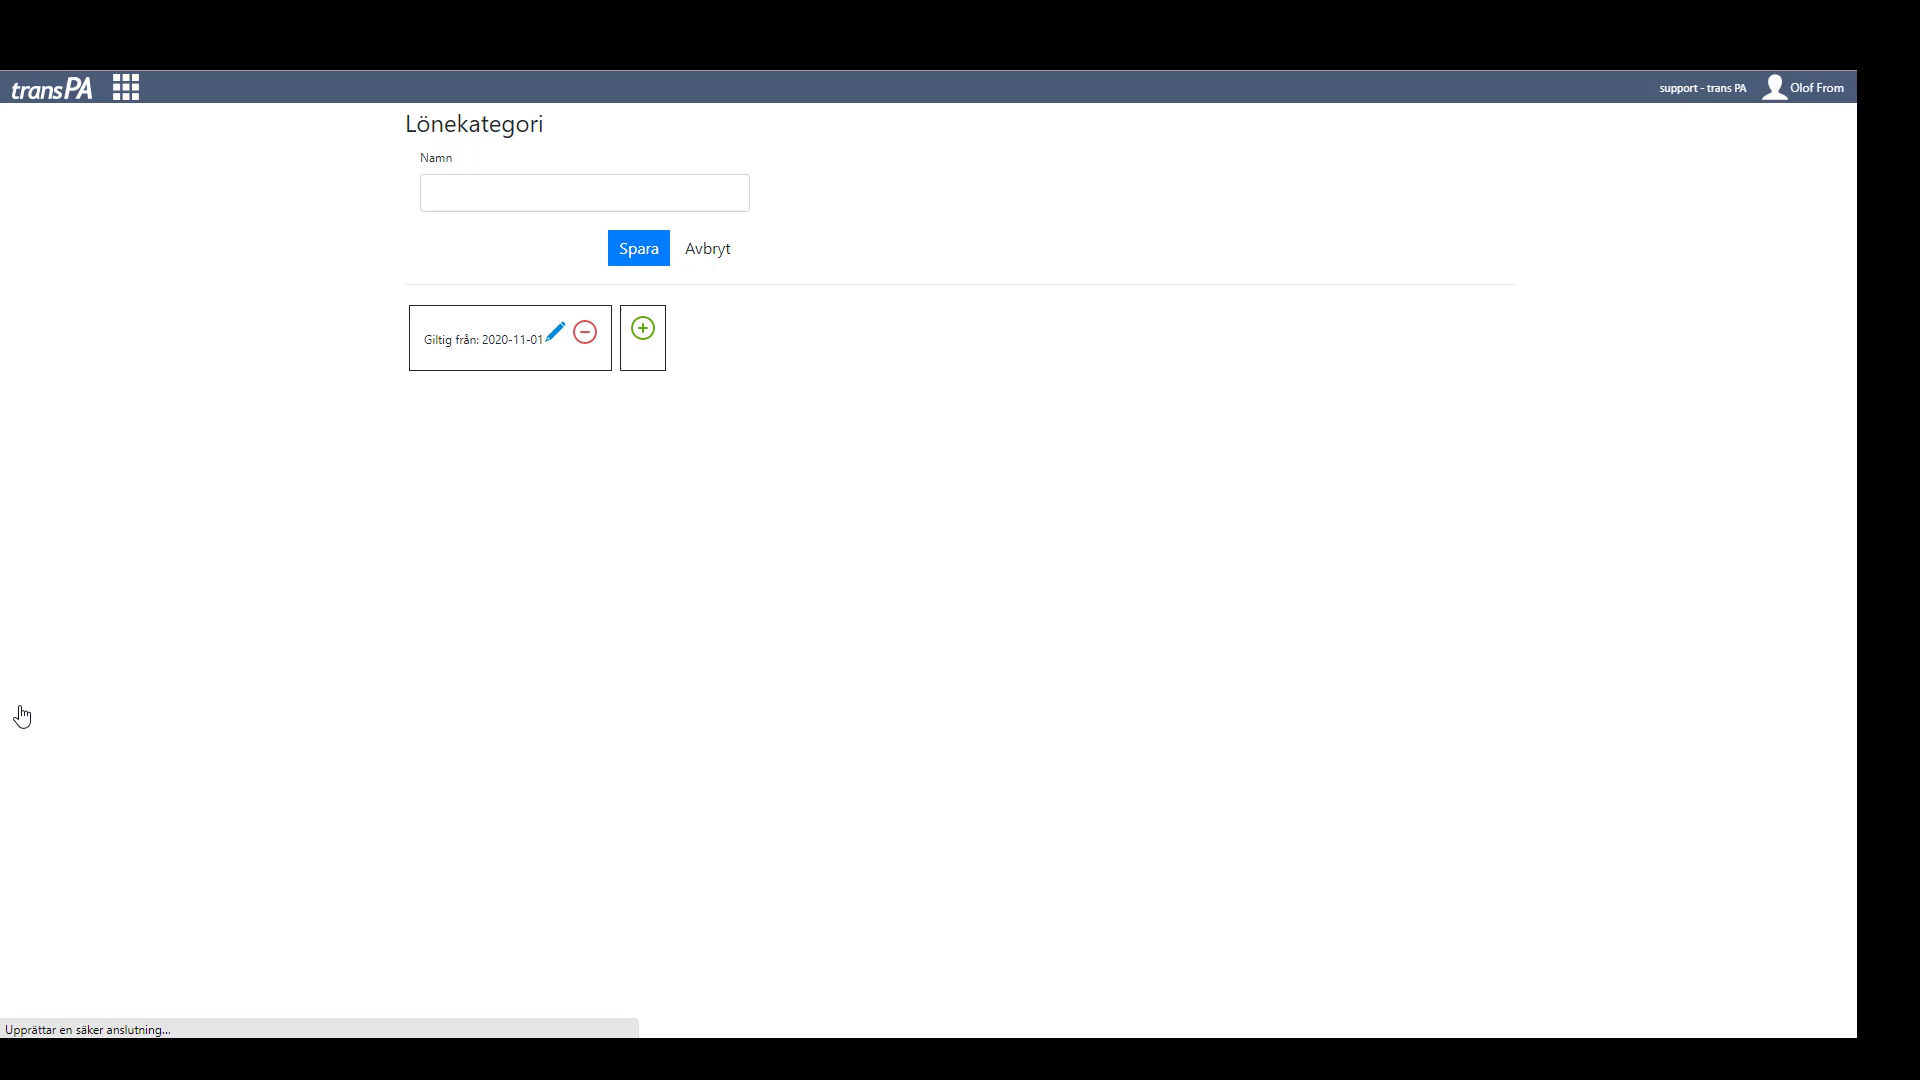 transPA
support - trans PA
Olof From
Lönekategori
Namn
Spara
Avbryt
Giltig från: 2020-11-01
Upprättar en säker anslutning...